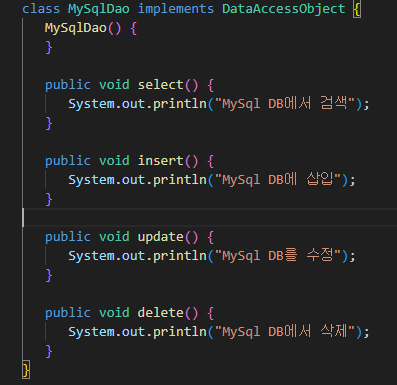 class MySqlDao implements DataAccessObject {
MySqlDao() {
}
public void select() {
System.out.println("MySql DB에서 검색");
}
public void insert() {
System.out.println("MySql DB에 삽입");
}
public void update() {
System.out.println("MySql DB를 수정");
}
public void delete() {
System.out.println("MySql DB에서 삭제");
}
}